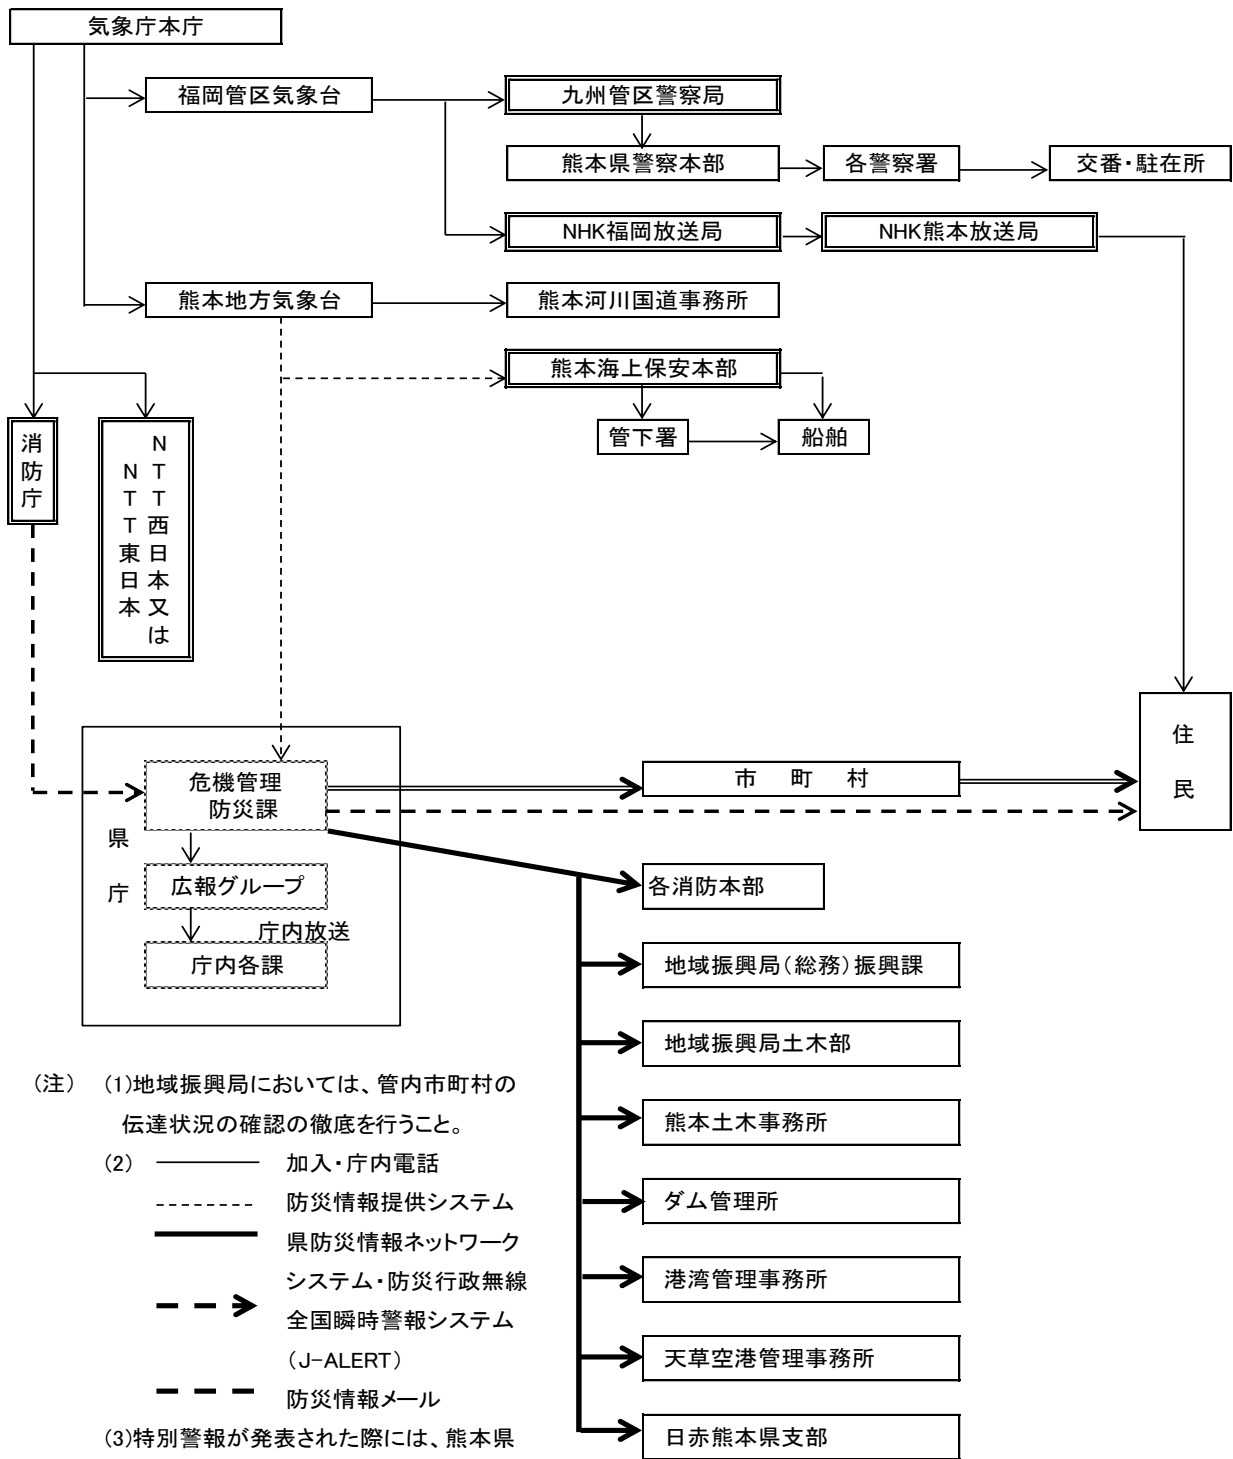 気象庁本庁
福岡管区気象台
九州管区警察局
熊本県警察本部
各警察署
交番・駐在所
NHK福岡放送局
NHK熊本放送局
熊本地方気象台
熊本河川国道事務所
熊本海上保安本部
管下署
船舶
消防庁
NTT西日本又は
NTT東日本
住民
県庁
危機管理
防災課
市町村
広報グループ
庁内放送
庁内各課
各消防本部
地域振興局(総務)振興課
地域振興局土木部
熊本土木事務所
ダム管理所
港湾管理事務所
天草空港管理事務所
日赤熊本県支部
(注) (1)地域振興局においては、管内市町村の
伝達状況の確認の徹底を行うこと。
(2) 加入・庁内電話
防災情報提供システム
県防災情報ネットワーク
システム・防災行政無線
全国瞬時警報システム
(J-ALERT)
防災情報メール
(3)特別警報が発表された際には、熊本県